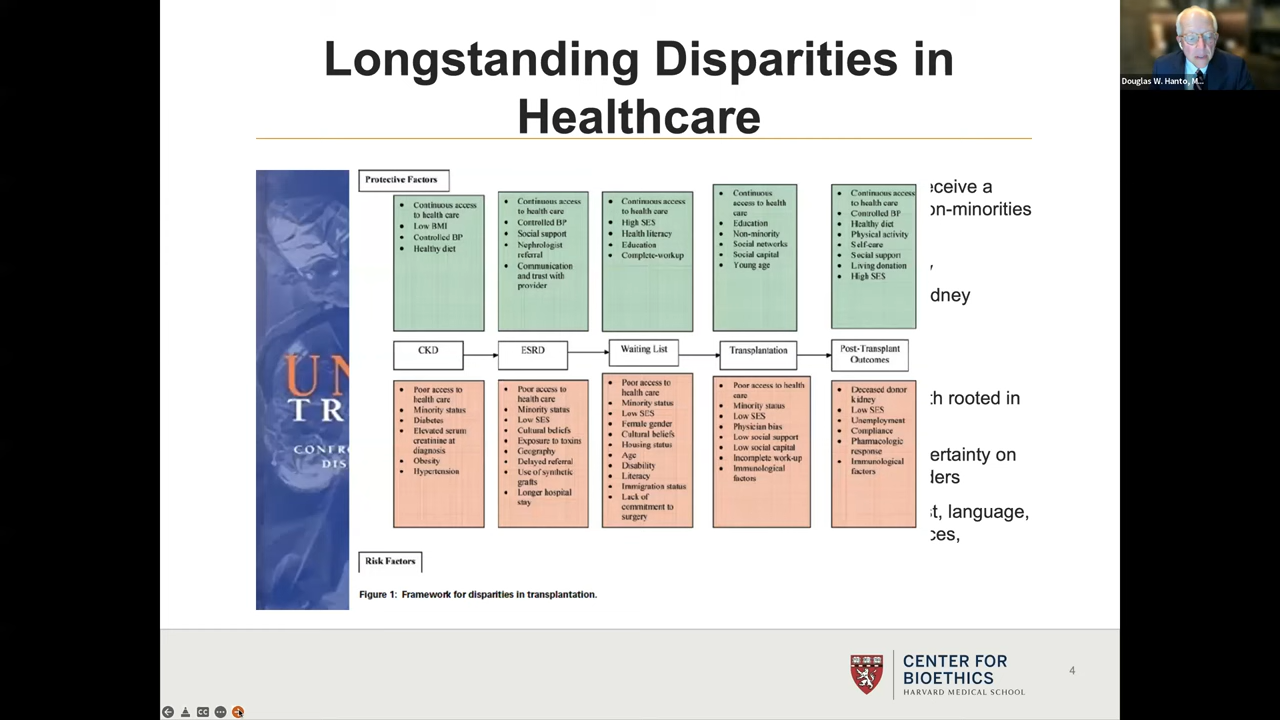 Longstanding Disparities in
Healthcare
Douglas W. Hanto, M...
Protective Factors
Continuous access
to health care
Low BMI
Controlled BP
Healthy diet
Continuous access
to health care
Controlled BP
Social support
Nephrologist
referral
Communication
and trust with
provider
Continuous access
to health care
High SES
Health literacy
Education
Complete-workup
Continuous
access to health
care
Education
Non-minority
Social networks
Social capital
Young age
Continuous access
to health care
Controlled BP
Healthy diet
Physical activity
Self-care
Social support
Living donation
High SES
CKD
ESRD
Waiting List
Transplantation
Post-Transplant
Outcomes
Poor access to
health care
Minority status
Diabetes
Elevated serum
creatinine at
diagnosis
Obesity
Hypertension
Poor access to
health care
Minority status
Low SES
Cultural beliefs
Exposure to toxins
Geography
Delayed referral
Use of synthetic
grafts
Longer hospital
stay
Poor access to
health care
Minority status
Low SES
Female gender
Cultural beliefs
Housing status
Age
Disability
Literacy
Immigration status
Lack of
commitment to
surgery
Poor access to health
care
Minority status
Low SES
Physician bias
Low social support
Low social capital
Incomplete work-up
Immunological
factors
Deceased donor
kidney
Low SES
Unemployment
Compliance
Pharmacologic
response
Immunological
factors
Risk Factors
Figure 1: Framework for disparities in transplantation.
UN
TR
CONFR
DIS
eceive a
on-minorities
dney
th rooted in
ertainty on
ders
st, language,
ces,
CENTER FOR
BIOETHICS
HARVARD MEDICAL SCHOOL
4
CC